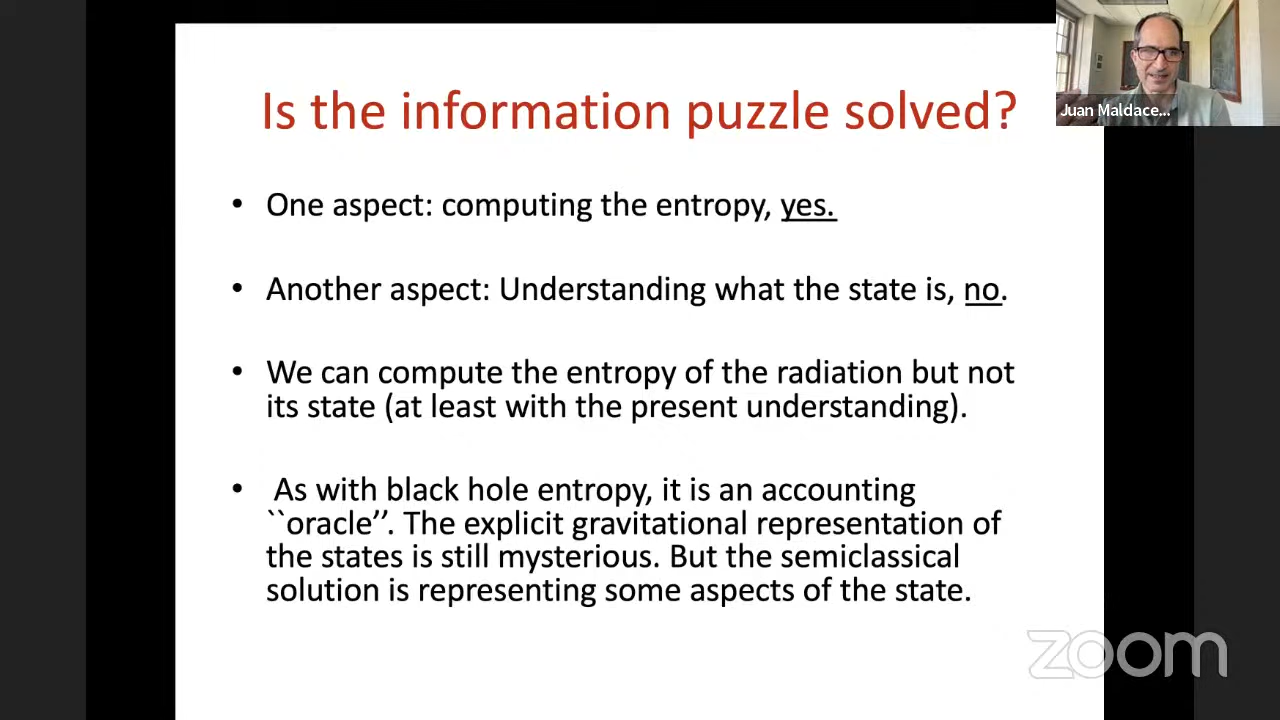 Is the information puzzle solved?
Juan Maldace...
• One aspect: computing the entropy, yes.
• Another aspect: Understanding what the state is, no.
• We can compute the entropy of the radiation but not
its state (at least with the present understanding).
• As with black hole entropy, it is an accounting
``oracle’’. The explicit gravitational representation of
the states is still mysterious. But the semiclassical
solution is representing some aspects of the state.
zoom